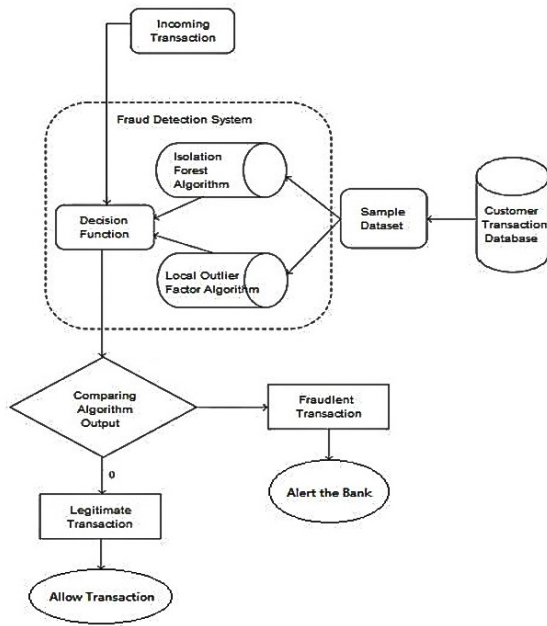 Incoming
Transaction
Fraud Detection System
Isolation
Forest
Algorithm
Decision
Function
Sample
Dataset
Customer
Transaction
Database
Local Outlier
Factor Algorithm
Comparing
Algorithm
Output
Fraudlent
Transaction
0
Alert the Bank
Legitimate
Transaction
Allow Transaction